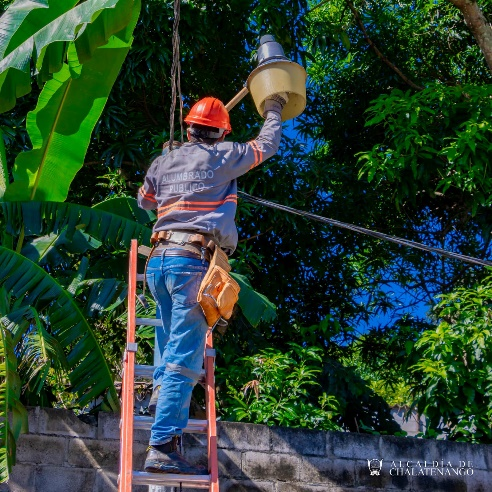 ALUMBRADO
PÚBLICO
ALCALDÍA DE
CHALATENANGO